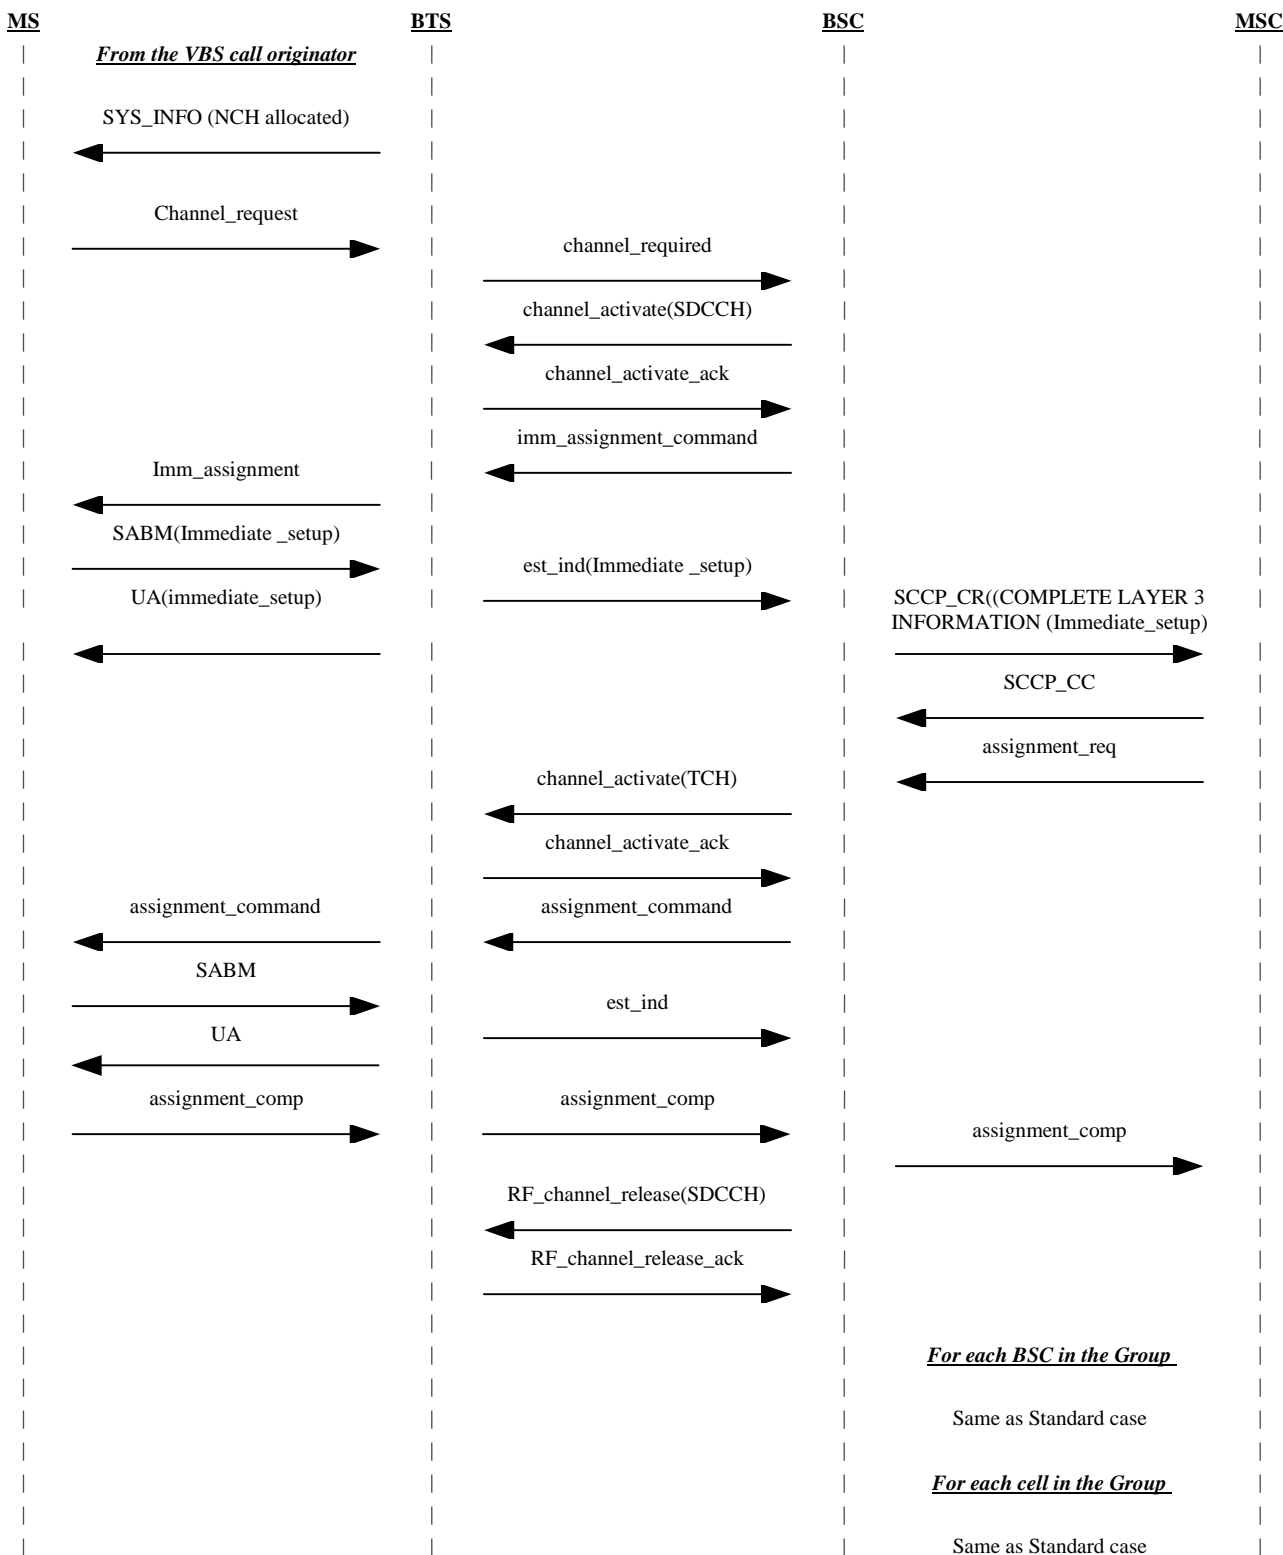 MS BTS BSC MSC
From the VBS call originator
SYS_INFO (NCH allocated)
Channel_request
channel_required
channel_activate(SDCCH)
channel_activate_ack
imm_assignment_command
Imm_assignment
SABM(Immediate _setup)
est_ind(Immediate _setup)
UA(immediate_setup)
SCCP_CR((COMPLETE LAYER 3
INFORMATION (Immediate_setup)
SCCP_CC
assignment_req
channel_activate(TCH)
channel_activate_ack
assignment_command assignment_command
SABM
est_ind
UA
assignment_comp assignment_comp
assignment_comp
RF_channel_release(SDCCH)
RF_channel_release_ack
For each BSC in the Group
Same as Standard case
For each cell in the Group
Same as Standard case